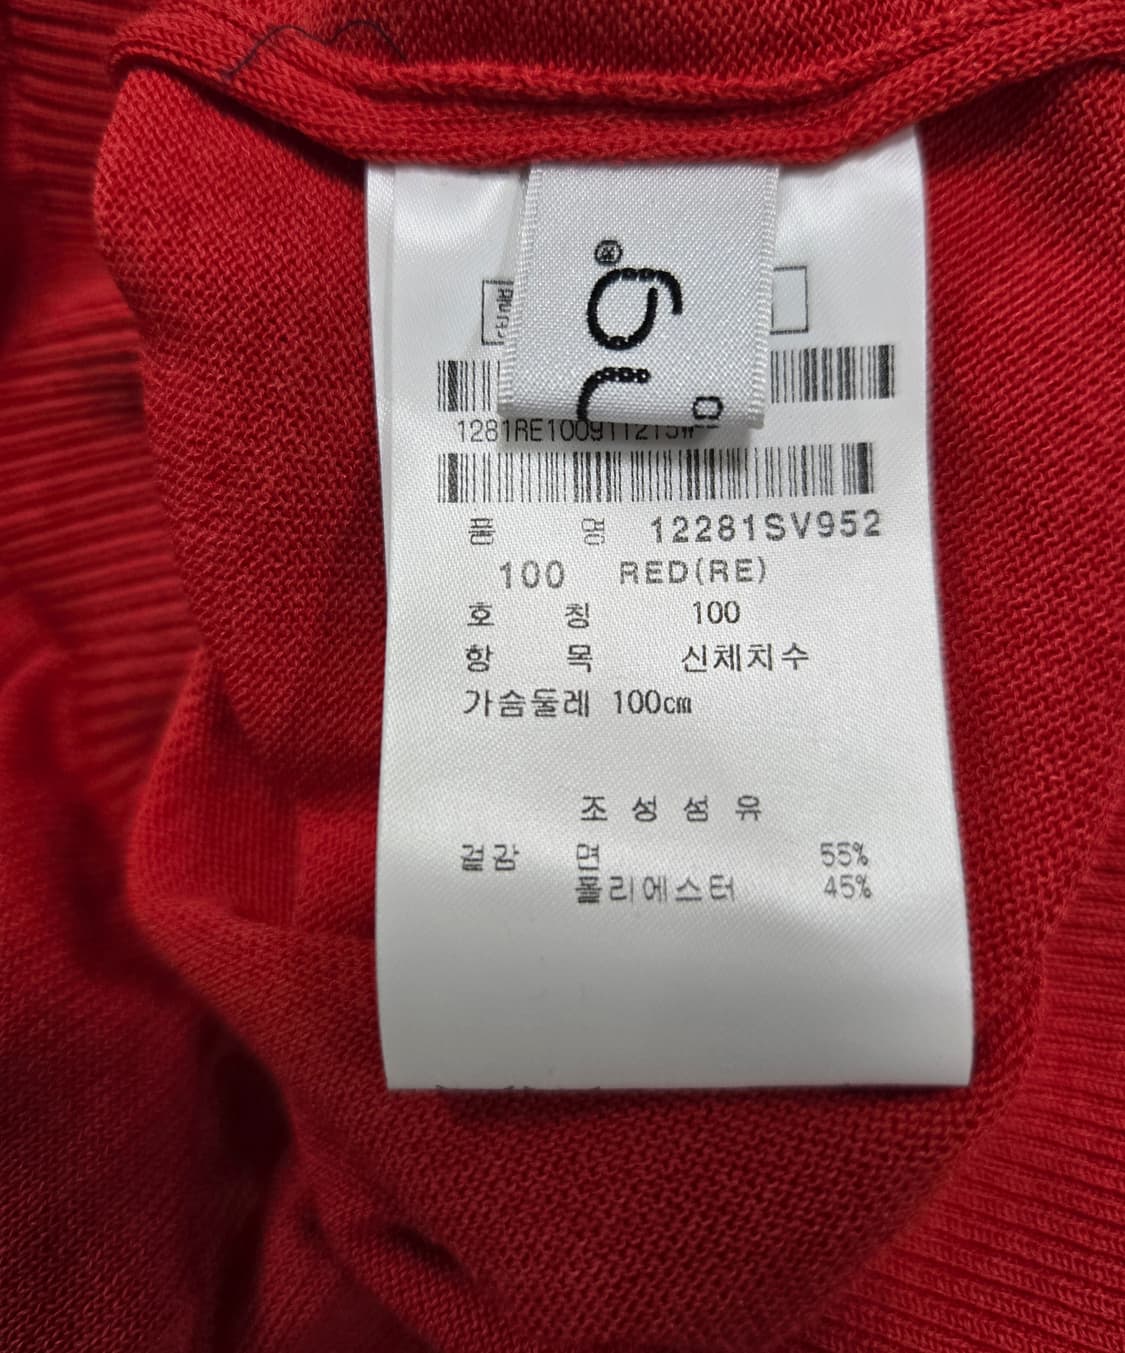 ®
1281RE100911215#
품 명 12281SV952
100 RED(RE)
호 칭 100
항 목 신체치수
가슴둘레 100㎝
조 성 섬 유
겉감 면 55%
폴리에스터 45%